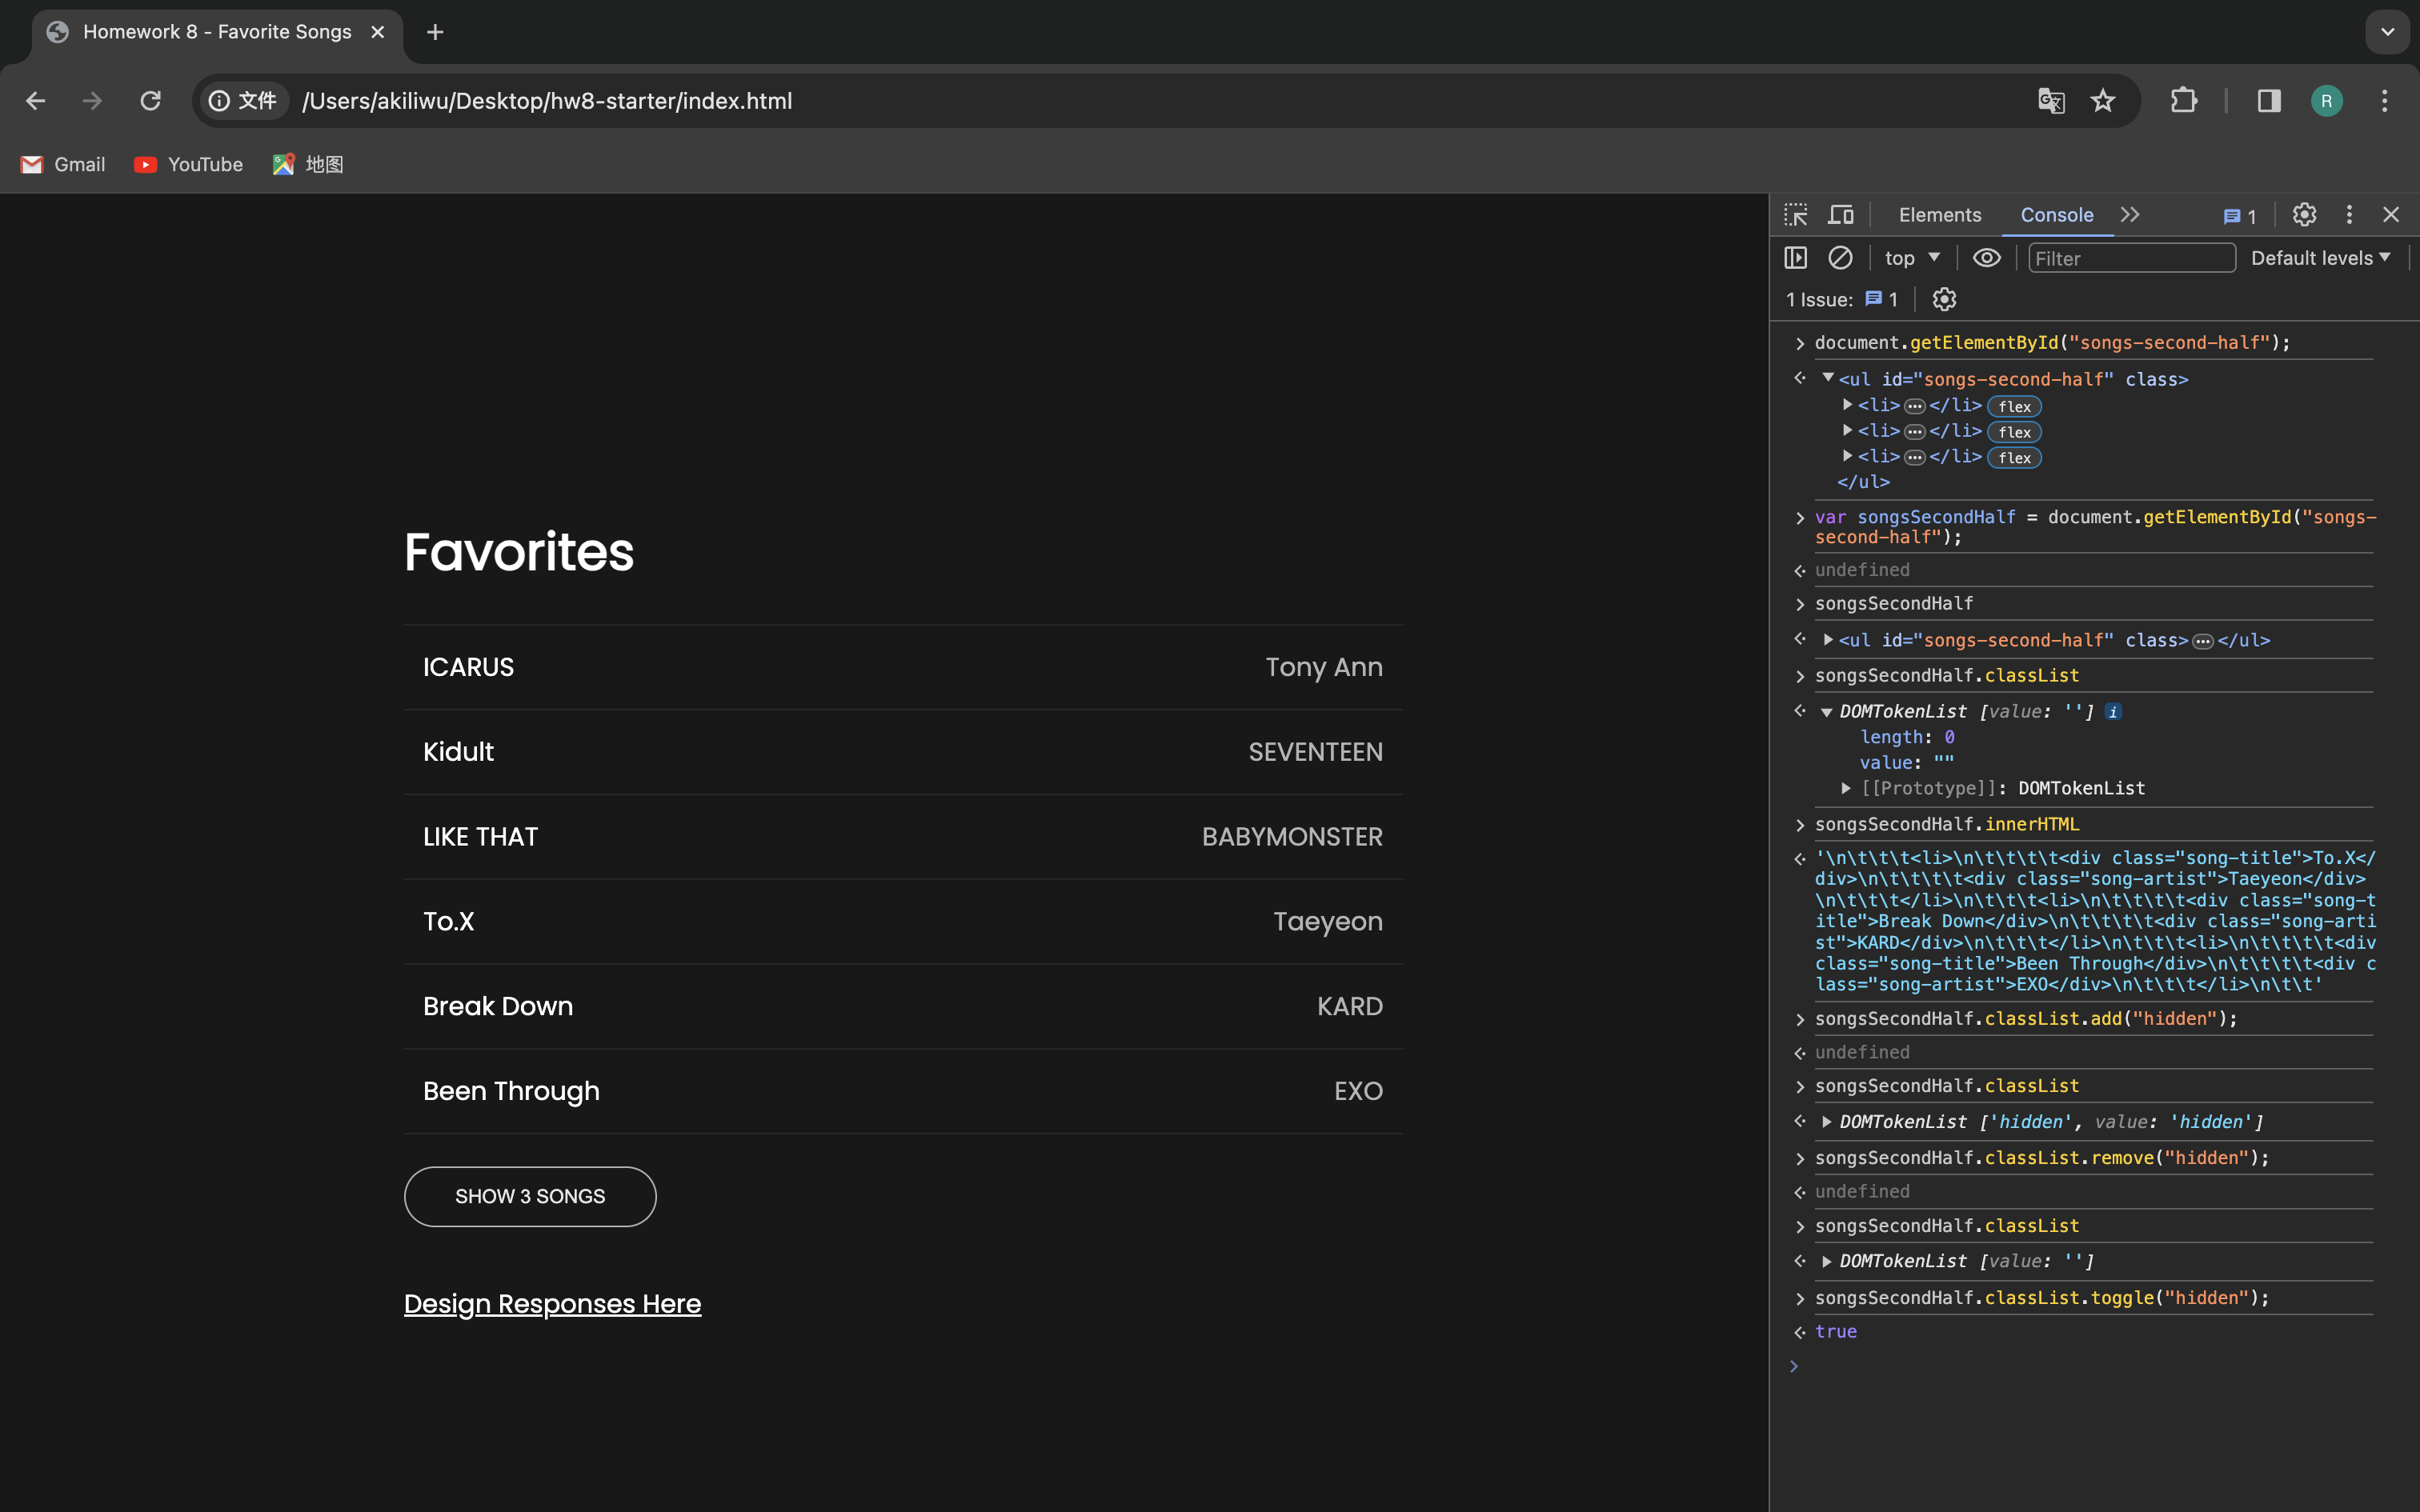 Homework 8 - Favorite Songs
文件 /Users/akiliwu/Desktop/hw8-starter/index.html
R
Gmail YouTube 地图
Elements Console 1
top Filter Default levels
1 Issue: 1
Favorites
ICARUS Tony Ann
Kidult SEVENTEEN
LIKE THAT BABYMONSTER
To.X Taeyeon
Break Down KARD
Been Through EXO
SHOW 3 SONGS
Design Responses Here
document.getElementById("songs-second-half");
<ul id="songs-second-half" class>
<li>…</li> flex
<li>…</li> flex
<li>…</li> flex
</ul>
var songsSecondHalf = document.getElementById("songs-
second-half");
undefined
songsSecondHalf
<ul id="songs-second-half" class>…</ul>
songsSecondHalf.classList
DOMTokenList [value: ''] i
length: 0
value: ""
[[Prototype]]: DOMTokenList
songsSecondHalf.innerHTML
'\n\t\t\t<li>\n\t\t\t\t<div class="song-title">To.X</
div>\n\t\t\t\t<div class="song-artist">Taeyeon</div>
\n\t\t\t</li>\n\t\t\t<li>\n\t\t\t\t<div class="song-t
itle">Break Down</div>\n\t\t\t\t<div class="song-arti
st">KARD</div>\n\t\t\t</li>\n\t\t\t<li>\n\t\t\t\t<div
class="song-title">Been Through</div>\n\t\t\t\t<div c
lass="song-artist">EXO</div>\n\t\t\t</li>\n\t\t'
songsSecondHalf.classList.add("hidden");
undefined
songsSecondHalf.classList
DOMTokenList ['hidden', value: 'hidden']
songsSecondHalf.classList.remove("hidden");
undefined
songsSecondHalf.classList
DOMTokenList [value: '']
songsSecondHalf.classList.toggle("hidden");
true